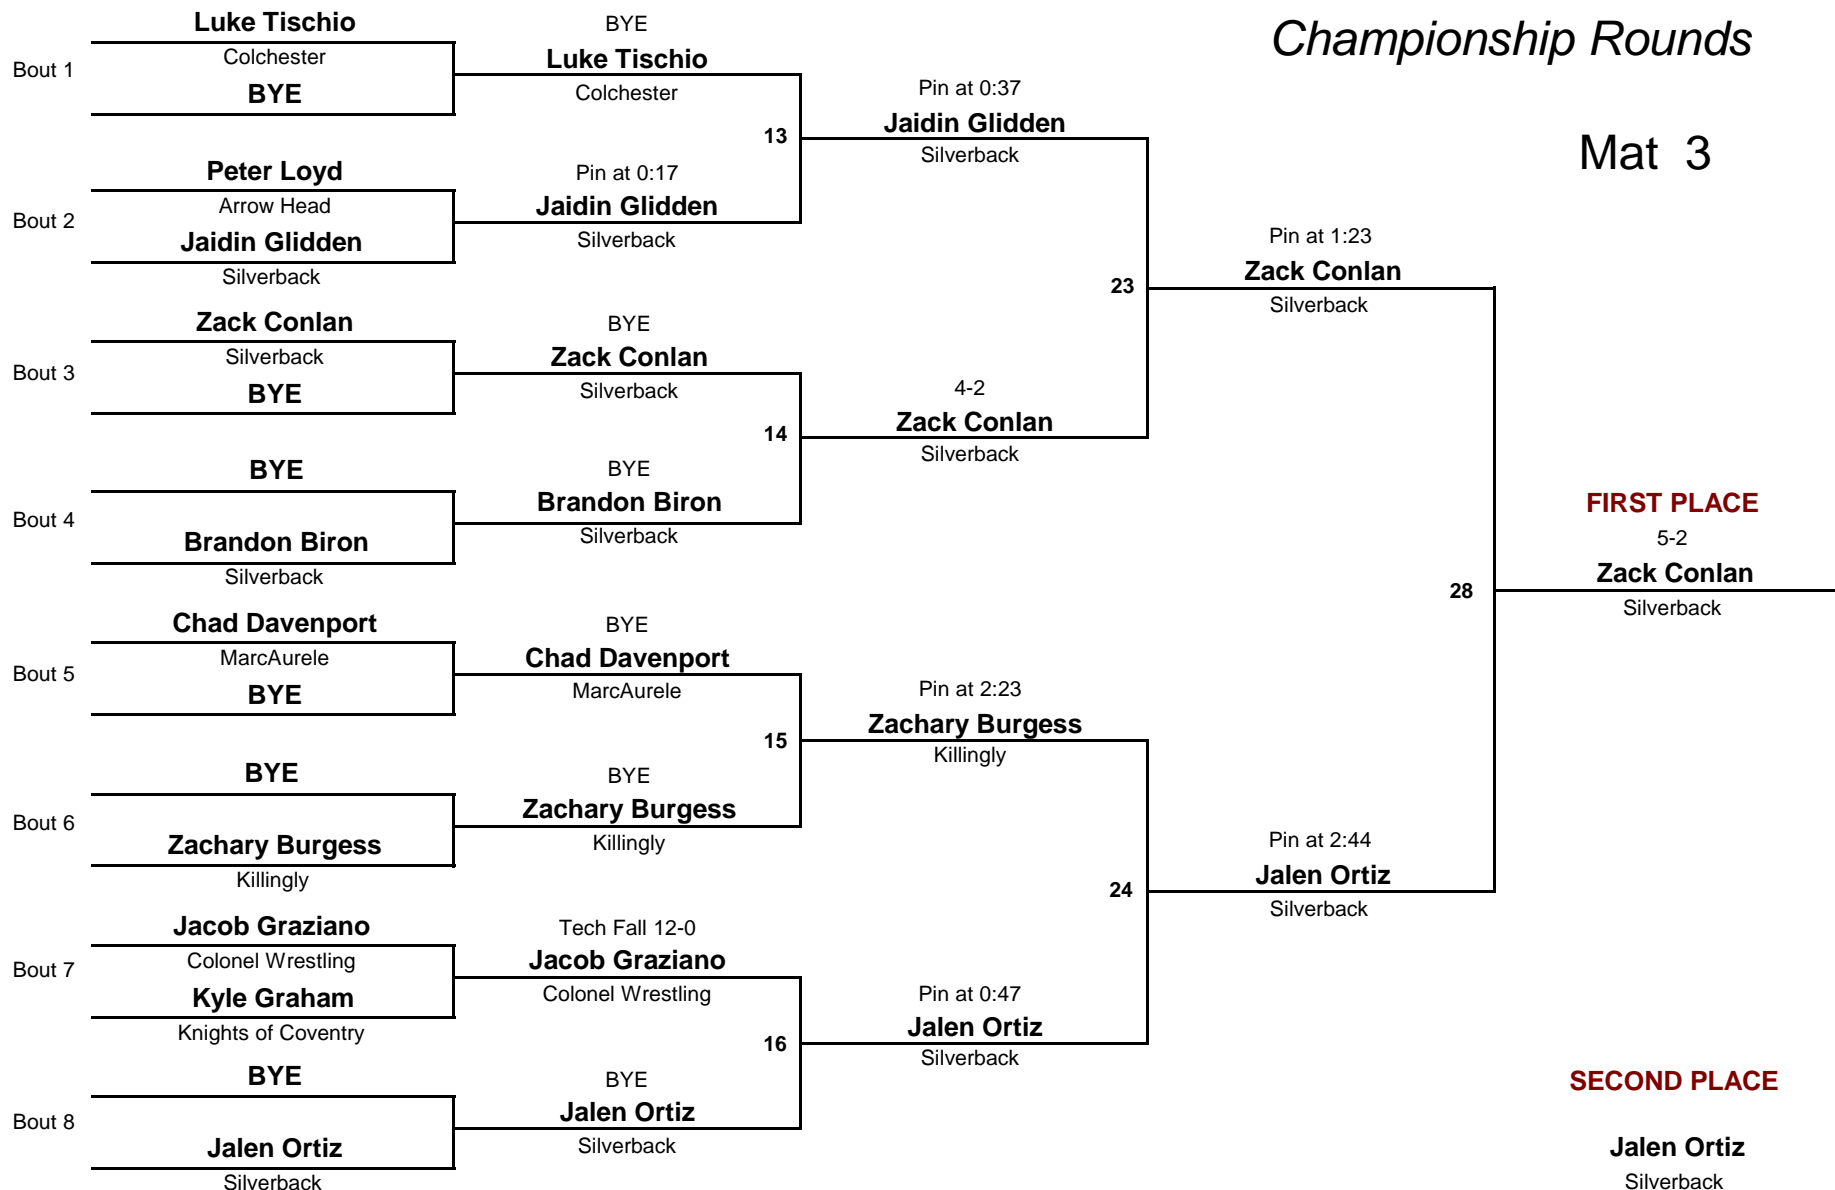 Championship Rounds
Mat 3
Luke Tischio
Bout 1
Colchester
BYE
Peter Loyd
Bout 2
Arrow Head
Jaidin Glidden
Silverback
Zack Conlan
Bout 3
Silverback
BYE
BYE
Bout 4
Brandon Biron
Silverback
Chad Davenport
Bout 5
MarcAurele
BYE
BYE
Bout 6
Zachary Burgess
Killingly
Jacob Graziano
Bout 7
Colonel Wrestling
Kyle Graham
Knights of Coventry
BYE
Bout 8
Jalen Ortiz
Silverback
BYE
Luke Tischio
Colchester
13
Pin at 0:17
Jaidin Glidden
Silverback
BYE
Zack Conlan
Silverback
14
BYE
Brandon Biron
Silverback
BYE
Chad Davenport
MarcAurele
15
BYE
Zachary Burgess
Killingly
Tech Fall 12-0
Jacob Graziano
Colonel Wrestling
16
BYE
Jalen Ortiz
Silverback
Pin at 0:37
Jaidin Glidden
Silverback
23
4-2
Zack Conlan
Silverback
Pin at 2:23
Zachary Burgess
Killingly
24
Pin at 0:47
Jalen Ortiz
Silverback
Pin at 1:23
Zack Conlan
Silverback
28
Pin at 2:44
Jalen Ortiz
Silverback
FIRST PLACE
5-2
Zack Conlan
Silverback
SECOND PLACE
Jalen Ortiz
Silverback